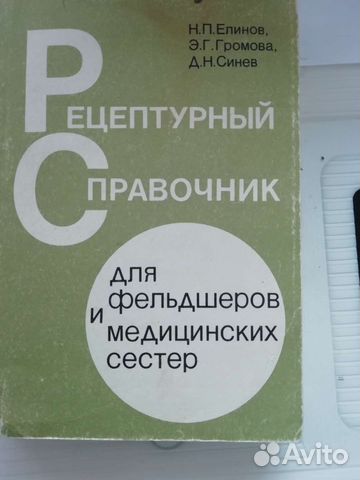 Н.П.Елинов,
Э.Г.Громова,
Д.Н.Синев
РЕЦЕПТУРНЫЙ
СПРАВОЧНИК
для
фельдшеров
и
медицинских
сестер
Avito